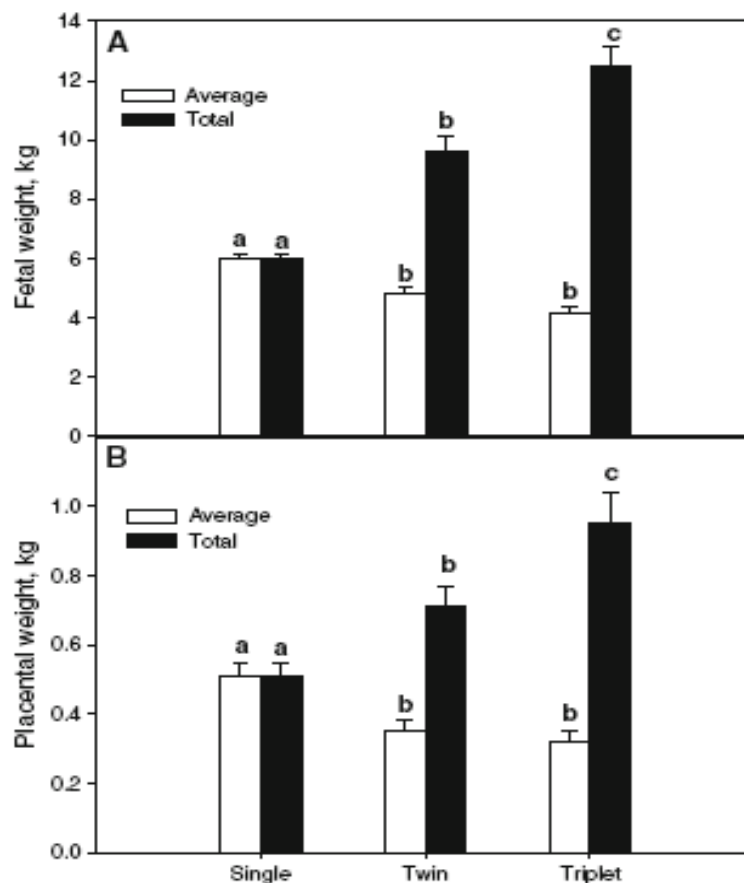 A
Average
Total
Fetal weight, kg
14
12
10
8
6
4
2
0
a
a
b
b
b
c
B
Average
Total
Placental weight, kg
1.0
0.8
0.6
0.4
0.2
0.0
a
a
b
b
b
c
Single Twin Triplet